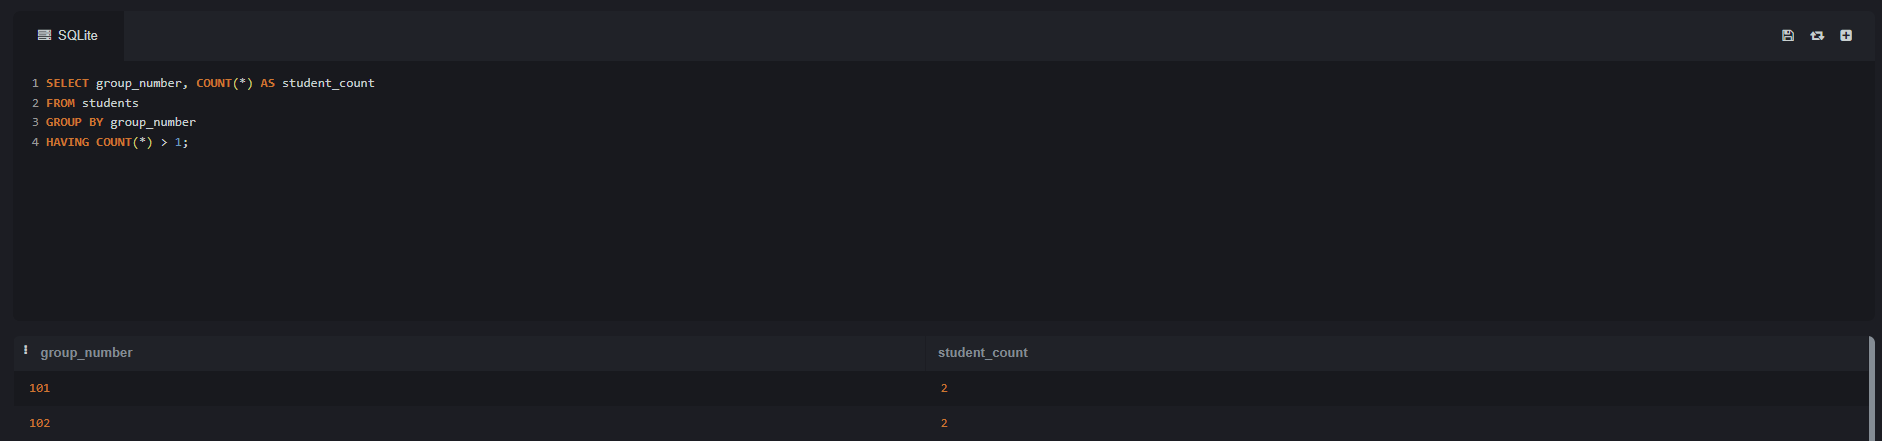 SQLite
1 SELECT group_number, COUNT(*) AS student_count
2 FROM students
3 GROUP BY group_number
4 HAVING COUNT(*) > 1;
group_number student_count
101 2
102 2